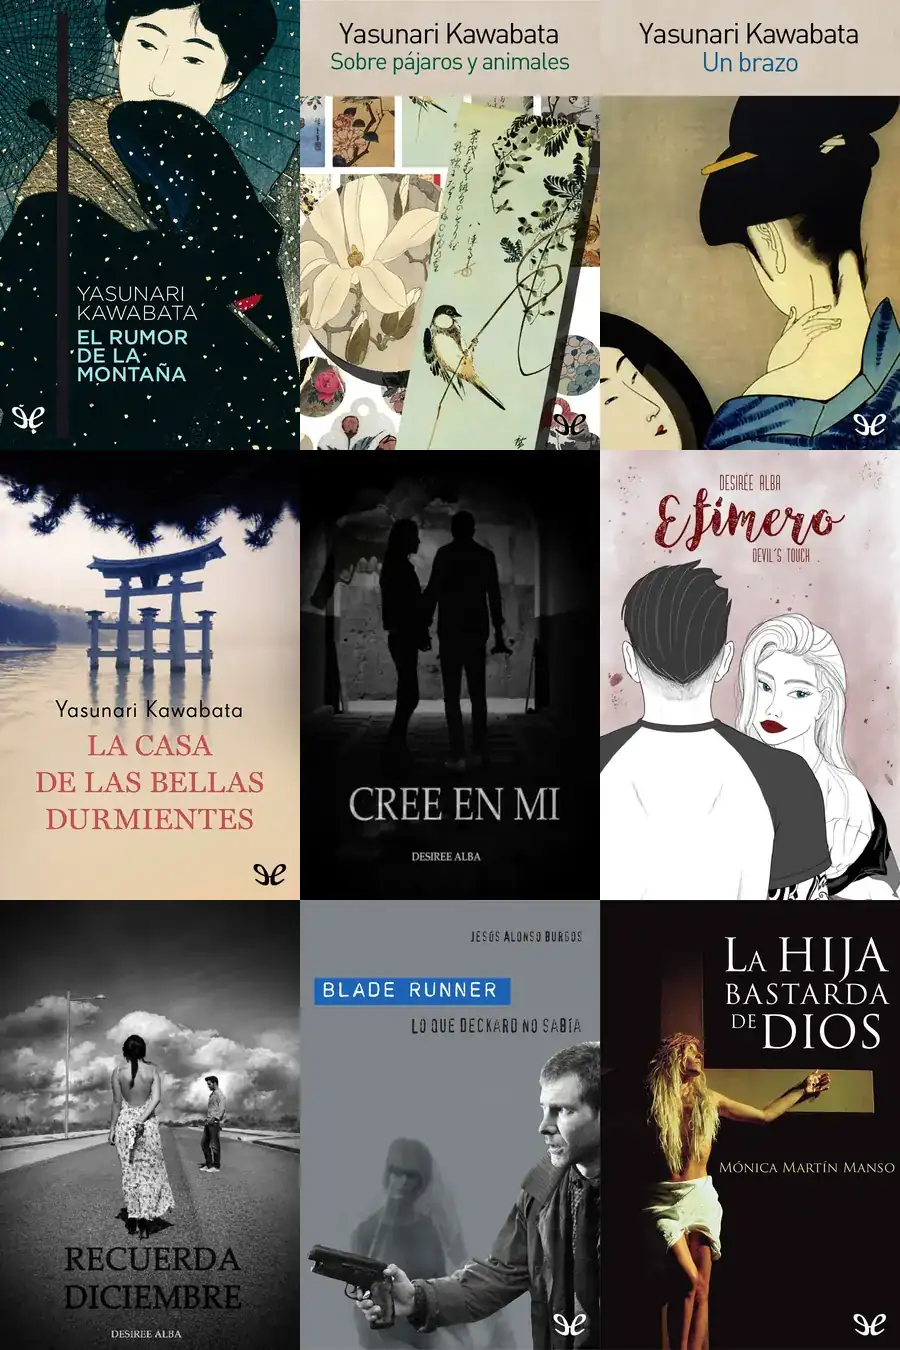 YASUNARI
KAWABATA
EL RUMOR
DE LA
MONTAÑA
Yasunari Kawabata
Sobre pájaros y animales
Yasunari Kawabata
Un brazo
Yasunari Kawabata
LA CASA
DE LAS BELLAS
DURMIENTES
CREE EN MI
DESIREE ALBA
DESIRÉE ALBA
Efímero
DEVIL'S TOUCH
RECUERDA
DICIEMBRE
DESIREE ALBA
JESÚS ALONSO BURGOS
BLADE RUNNER
LO QUE DECKARD NO SABÍA
LA HIJA
BASTARDA
DE DIOS
MÓNICA MARTÍN MANSO